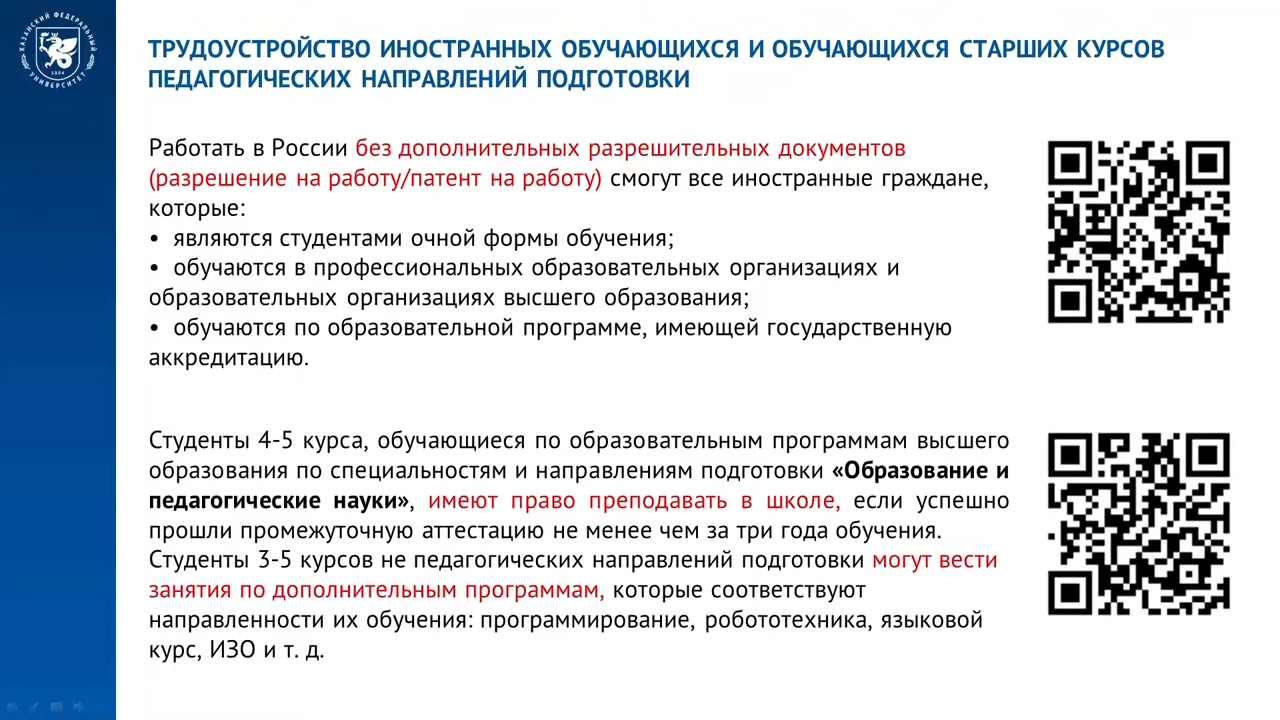 КАЗАНСКИЙ ФЕДЕРАЛЬНЫЙ УНИВЕРСИТЕТ
1804
ТРУДОУСТРОЙСТВО ИНОСТРАННЫХ ОБУЧАЮЩИХСЯ И ОБУЧАЮЩИХСЯ СТАРШИХ КУРСОВ
ПЕДАГОГИЧЕСКИХ НАПРАВЛЕНИЙ ПОДГОТОВКИ
Работать в России без дополнительных разрешительных документов
(разрешение на работу/патент на работу) смогут все иностранные граждане,
которые:
• являются студентами очной формы обучения;
• обучаются в профессиональных образовательных организациях и
образовательных организациях высшего образования;
• обучаются по образовательной программе, имеющей государственную
аккредитацию.
Студенты 4-5 курса, обучающиеся по образовательным программам высшего
образования по специальностям и направлениям подготовки «Образование и
педагогические науки», имеют право преподавать в школе, если успешно
прошли промежуточную аттестацию не менее чем за три года обучения.
Студенты 3-5 курсов не педагогических направлений подготовки могут вести
занятия по дополнительным программам, которые соответствуют
направленности их обучения: программирование, робототехника, языковой
курс, ИЗО и т. д.